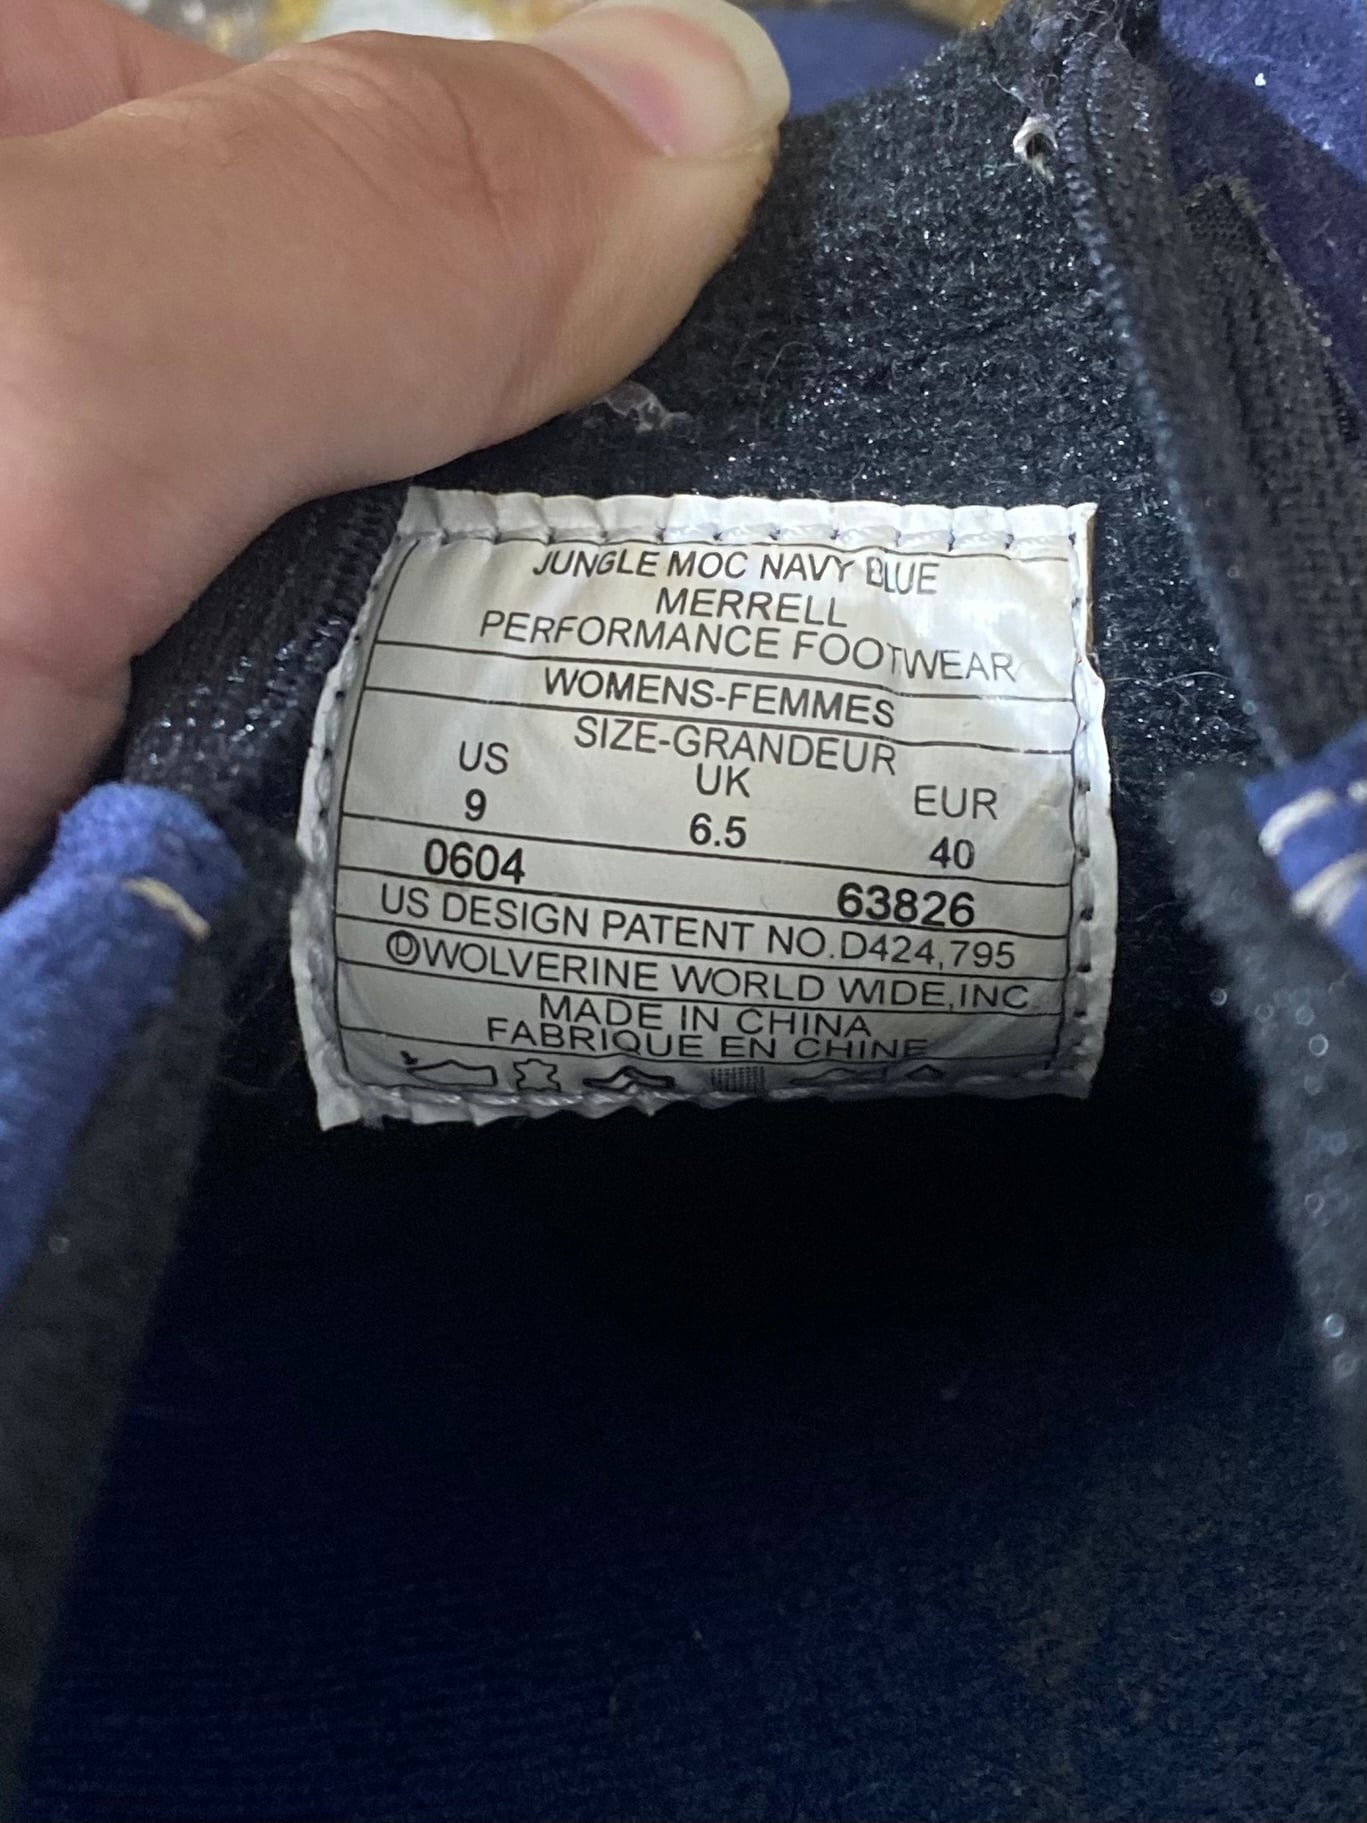 JUNGLE MOC NAVY BLUE
MERRELL
PERFORMANCE FOOTWEAR
WOMENS-FEMMES
SIZE-GRANDEUR
US UK EUR
9 6.5 40
0604 63826
US DESIGN PATENT NO.D424,795
ⒹWOLVERINE WORLD WIDE,INC
MADE IN CHINA
FABRIQUE EN CHINE